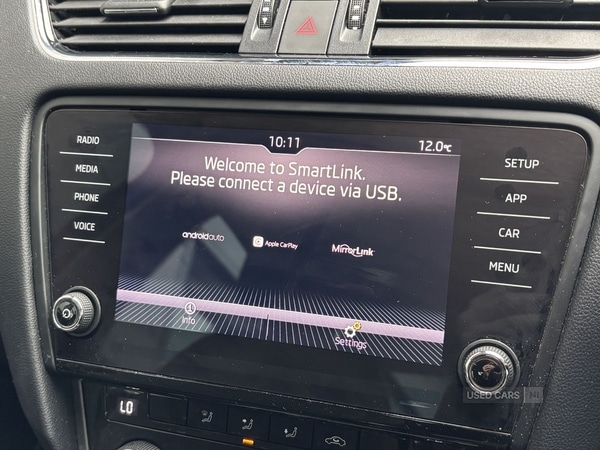 10:11
12.0℃
Welcome to SmartLink.
Please connect a device via USB.
androidauto
Apple CarPlay
MirrorLink
Info
Settings
RADIO
MEDIA
PHONE
VOICE
SETUP
APP
CAR
MENU
LO
USED CARS NI